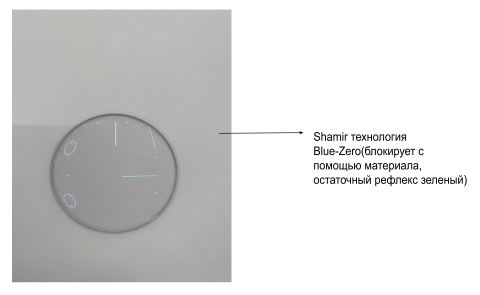 Shamir технология
Blue-Zero(блокирует с
помощью материала,
остаточный рефлекс зеленый)